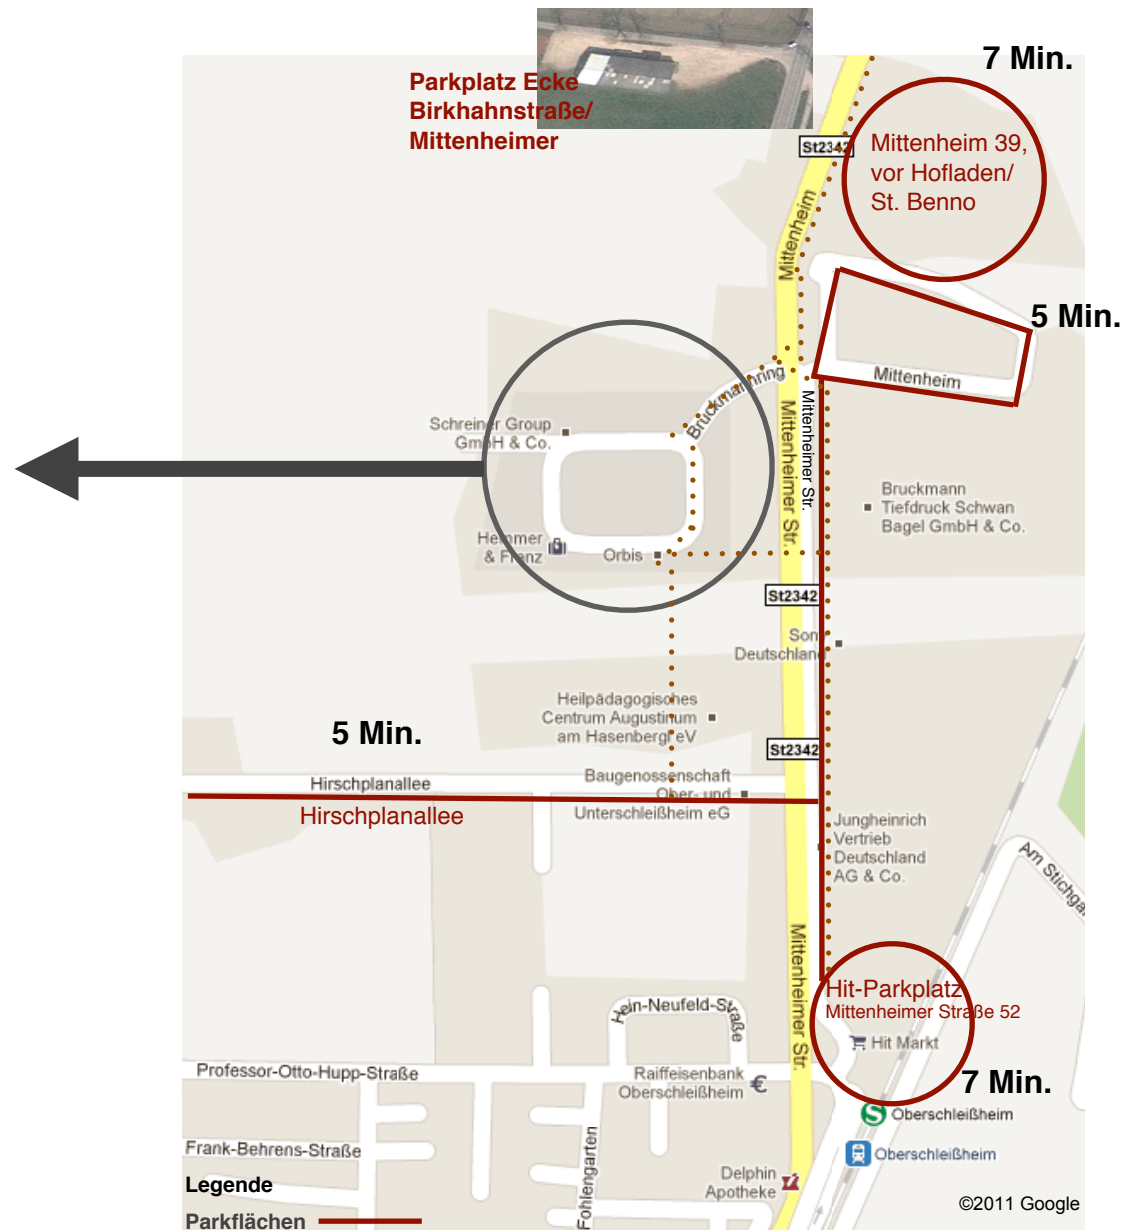 7 Min.
Parkplatz Ecke
Birkhahnstraße/
Mittenheimer
St2342
Mittenheim 39,
vor Hofladen/
St. Benno
Mittenheim
Mittenheim
5 Min.
Mittenheim
Bruckmannring
Schreiner Group
GmbH & Co.
Mittenheimer Str.
Mittenheimer Str.
Bruckmann
Tiefdruck Schwan
Bagel GmbH & Co.
Hemmer
& Frenz
Orbis
St2342
Sony
Deutschland
Heilpädagogisches
Centrum Augustinum
am Hasenbergl eV
5 Min.
St2342
Hirschplanallee
Baugenossenschaft
Ober- und
Unterschleißheim eG
Hirschplanallee
Jungheinrich
Vertrieb
Deutschland
AG & Co.
Mittenheimer Str.
Hit-Parkplatz
Mittenheimer Straße 52
Hein-Neufeld-Straße
Hit Markt
Professor-Otto-Hupp-Straße
Raiffeisenbank
Oberschleißheim
€
7 Min.
S
Oberschleißheim
Frank-Behrens-Straße
Oberschleißheim
Fohlengarten
Legende
Delphin
Apotheke
©2011 Google
Parkflächen